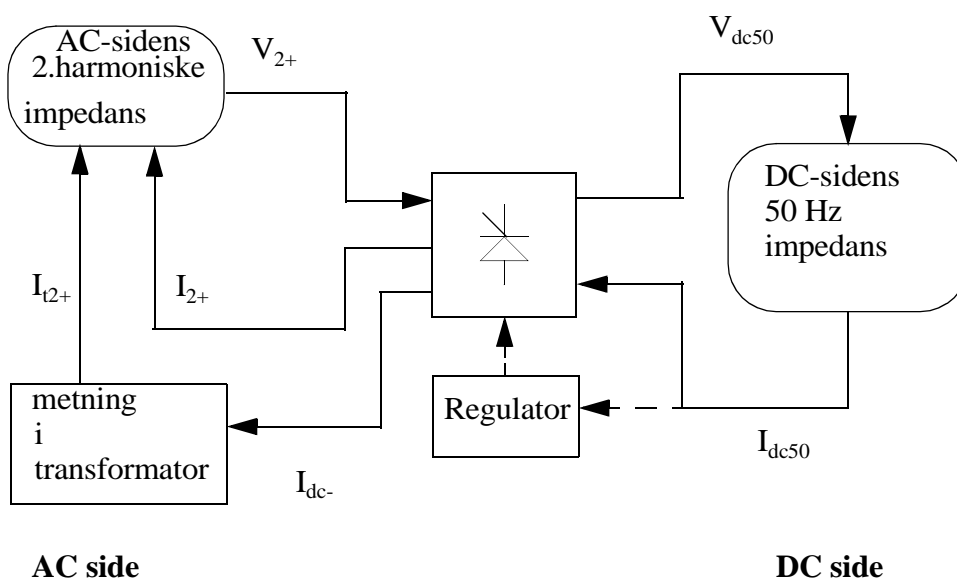 AC-sidens
2.harmoniske
impedans
V2+
Vdc50
DC-sidens
50 Hz
impedans
It2+
I2+
metning
i
transformator
Regulator
Idc-
Idc50
AC side
DC side